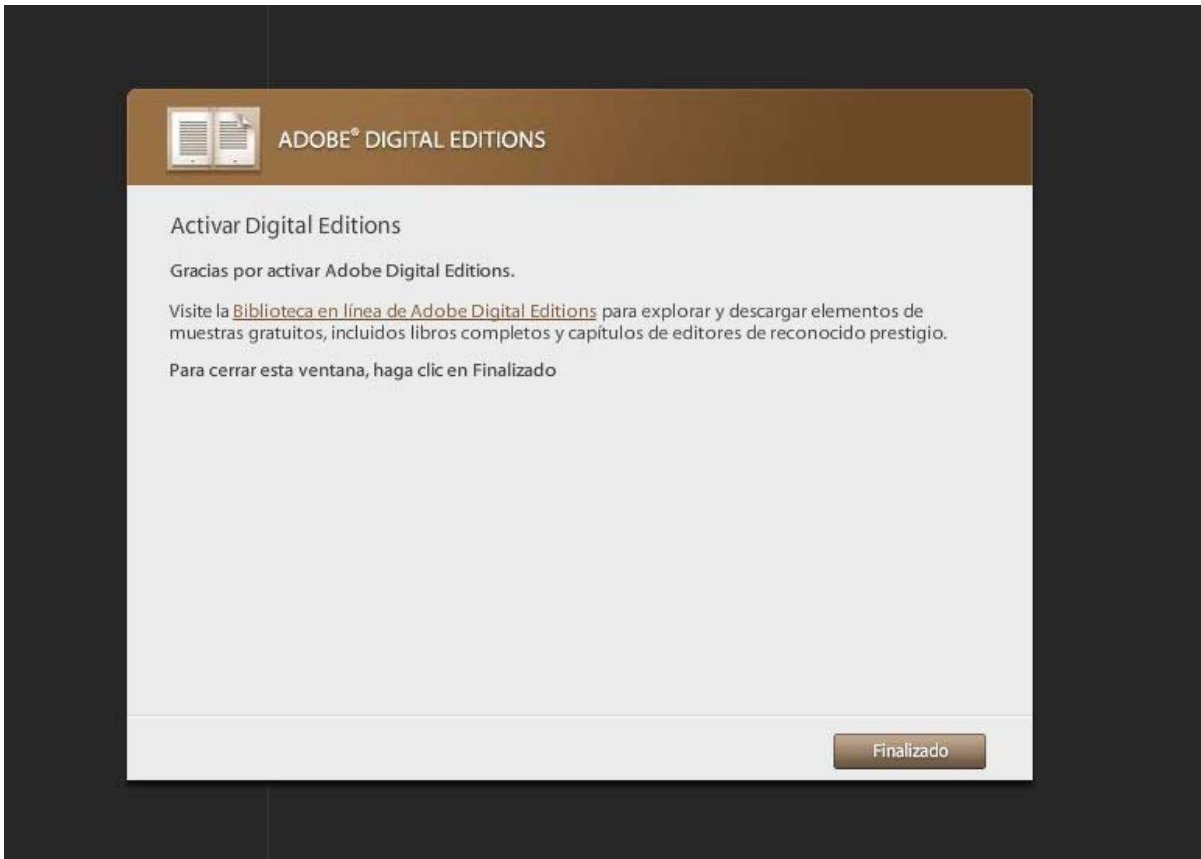 ADOBE® DIGITAL EDITIONS
Activar Digital Editions
Gracias por activar Adobe Digital Editions.
Visite la Biblioteca en línea de Adobe Digital Editions para explorar y descargar elementos de
muestras gratuitos, incluidos libros completos y capítulos de editores de reconocido prestigio.
Para cerrar esta ventana, haga clic en Finalizado
Finalizado